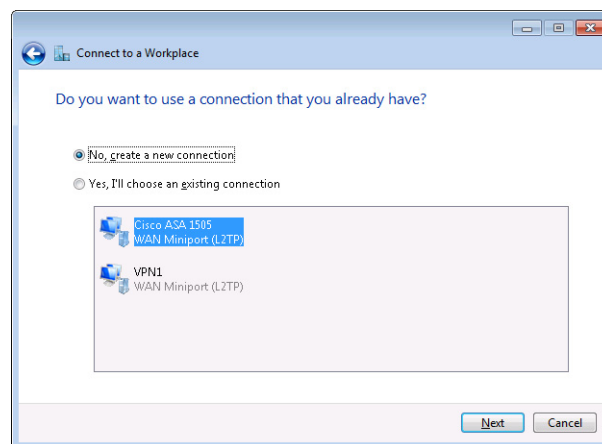 Connect to a Workplace
Do you want to use a connection that you already have?
No, create a new connection
Yes, I'll choose an existing connection
Cisco ASA 1505
WAN Miniport (L2TP)
VPN1
WAN Miniport (L2TP)
Next
Cancel